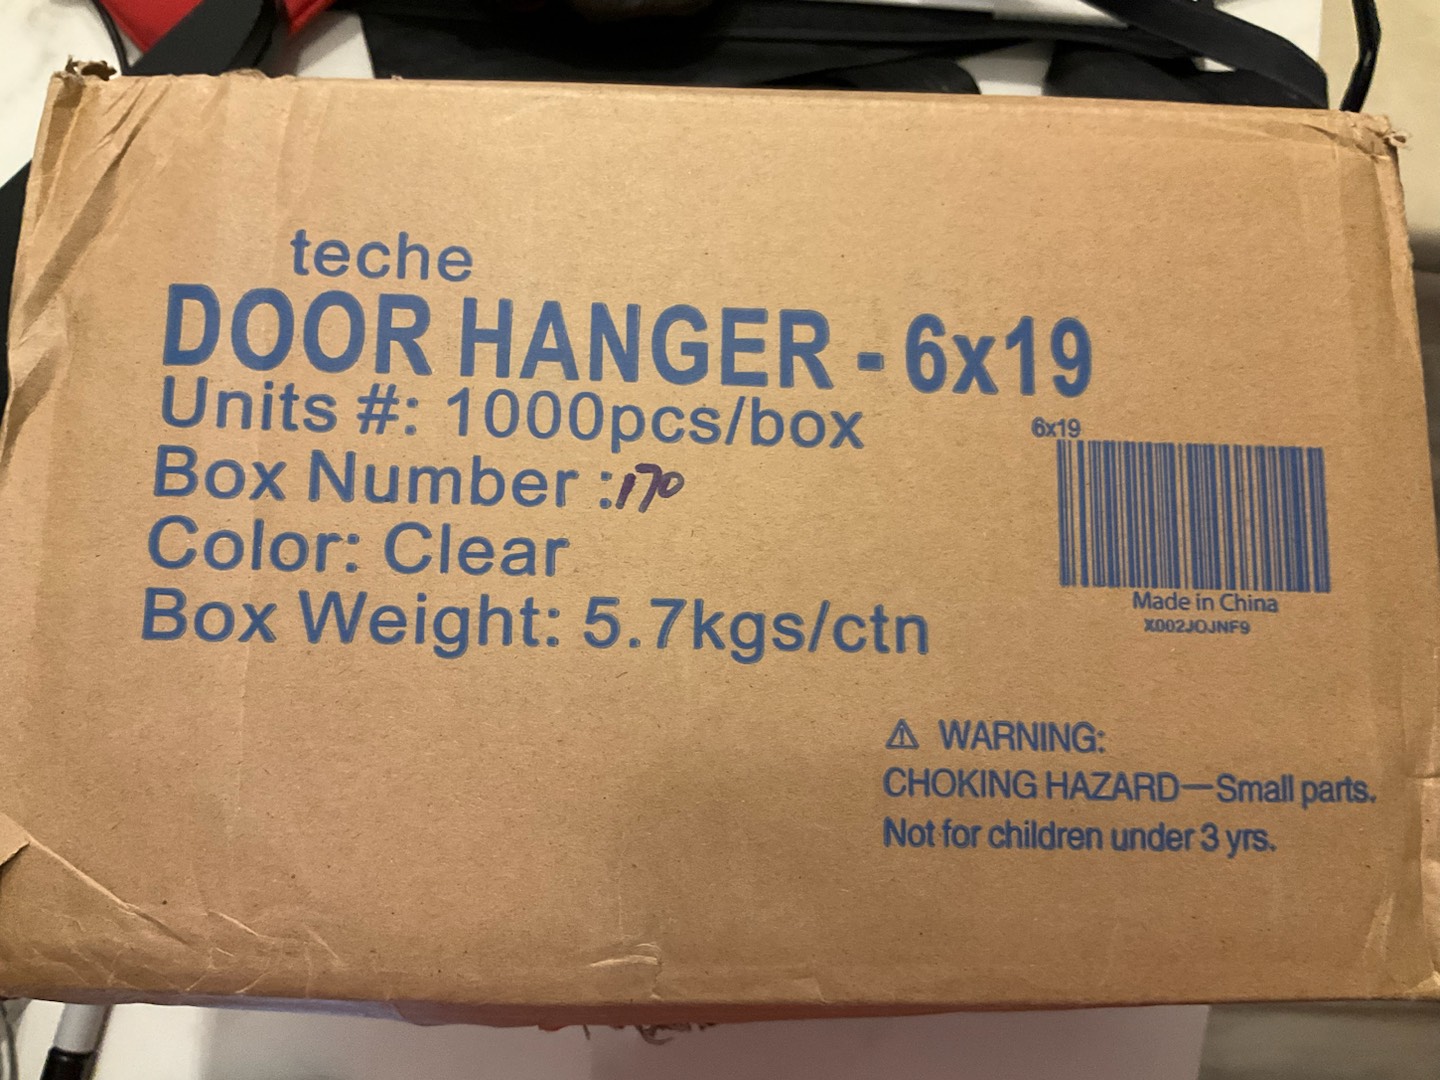 teche
DOOR HANGER - 6x19
Units #: 1000pcs/box
Box Number :170
Color: Clear
Box Weight: 5.7kgs/ctn
6x19
Made in China
X002JOJNF9
⚠ WARNING:
CHOKING HAZARD—Small parts.
Not for children under 3 yrs.